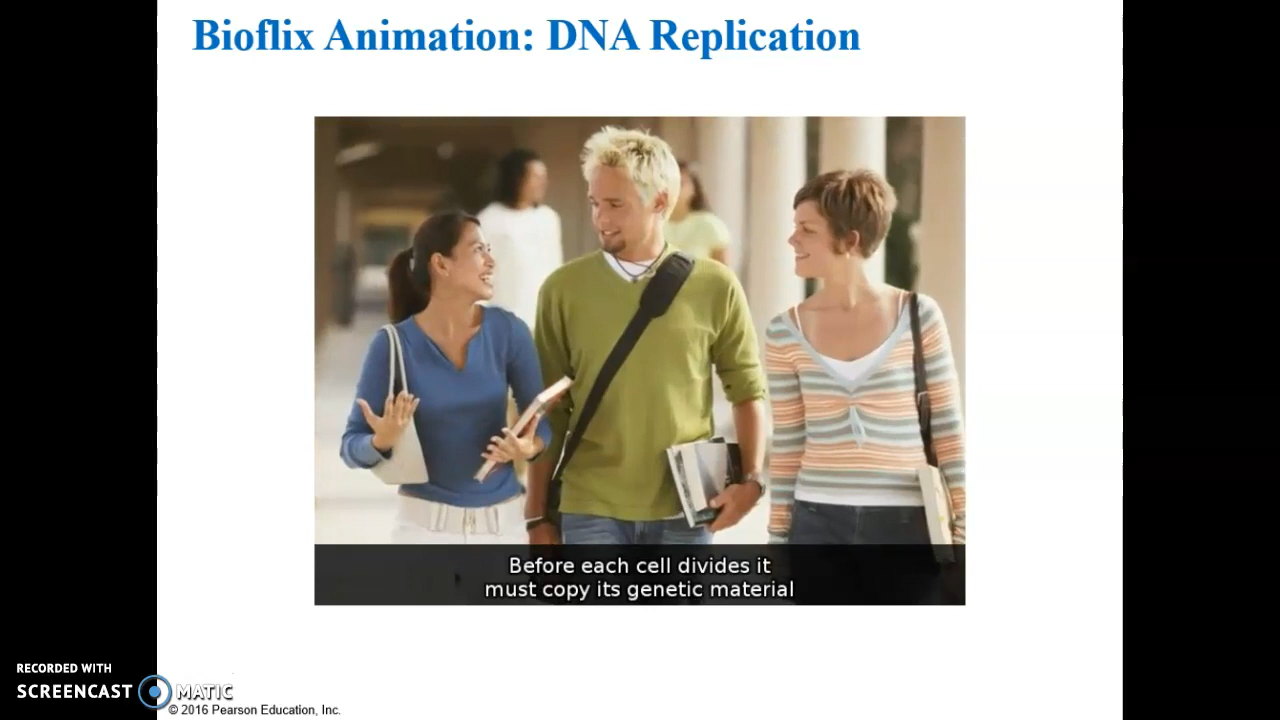 Bioflix Animation: DNA Replication
Before each cell divides it
must copy its genetic material
RECORDED WITH
SCREENCAST MATIC
© 2016 Pearson Education, Inc.